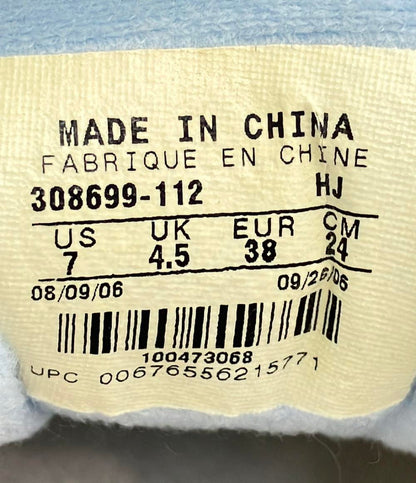 MADE IN CHINA
FABRIQUE EN CHINE
308699-112 HJ
US UK EUR CM
7 4.5 38 24
08/09/06 09/26/06
100473068
UPC 00676556215771